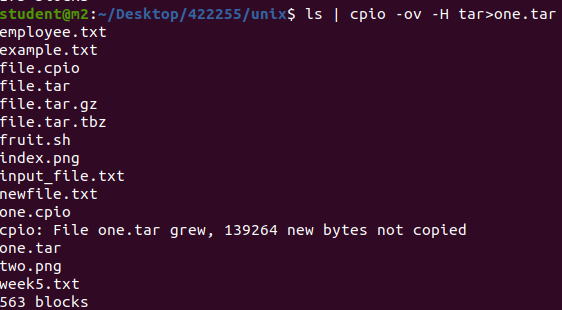 student@m2:~/Desktop/422255/unix$ ls | cpio -ov -H tar>one.tar
employee.txt
example.txt
file.cpio
file.tar
file.tar.gz
file.tar.tbz
fruit.sh
index.png
input_file.txt
newfile.txt
one.cpio
cpio: File one.tar grew, 139264 new bytes not copied
one.tar
two.png
week5.txt
563 blocks